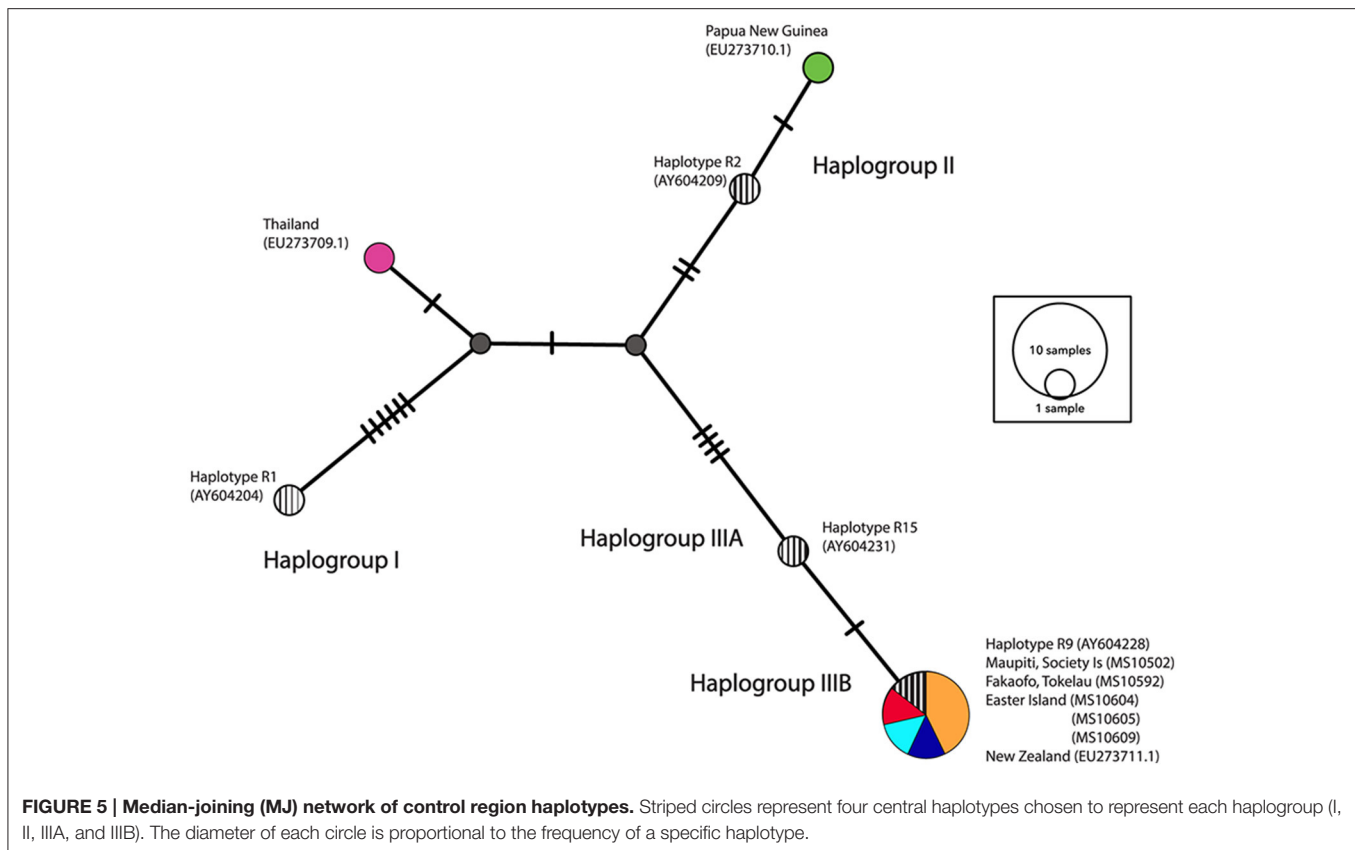 Papua New Guinea
(EU273710.1)
Haplotype R2
(AY604209)
Haplogroup II
Thailand
(EU273709.1)
10 samples
1 sample
Haplotype R1
(AY604204)
Haplogroup I
Haplogroup IIIA
Haplotype R15
(AY604231)
Haplogroup IIIB
Haplotype R9 (AY604228)
Maupiti, Society Is (MS10502)
Fakaofo, Tokelau (MS10592)
Easter Island (MS10604)
(MS10605)
(MS10609)
New Zealand (EU273711.1)
FIGURE 5 | Median-joining (MJ) network of control region haplotypes. Striped circles represent four central haplotypes chosen to represent each haplogroup (I,
II, IIIA, and IIIB). The diameter of each circle is proportional to the frequency of a specific haplotype.